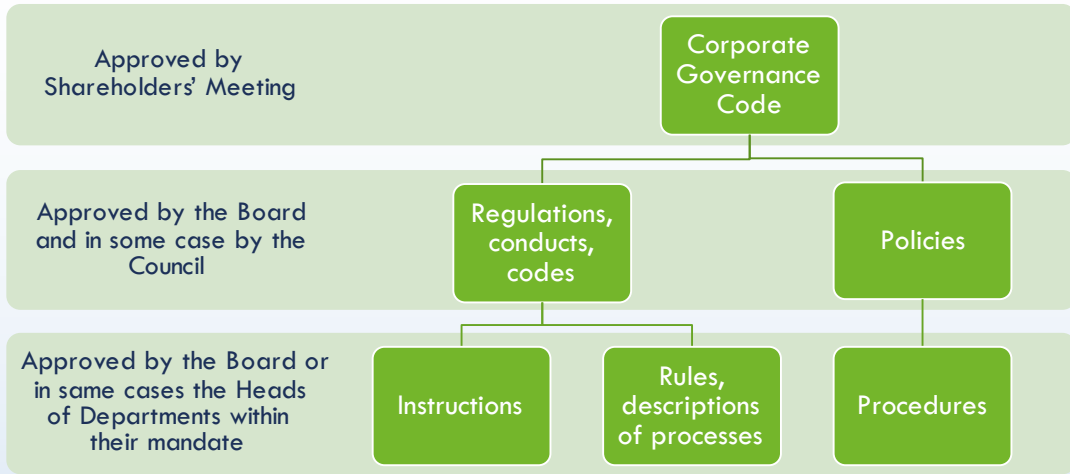 Approved by
Shareholders' Meeting
Corporate
Governance
Code
Approved by the Board
and in some case by the
Council
Regulations,
conducts,
codes
Policies
Approved by the Board or
in same cases the Heads
of Departments within
their mandate
Instructions
Rules,
descriptions
of processes
Procedures